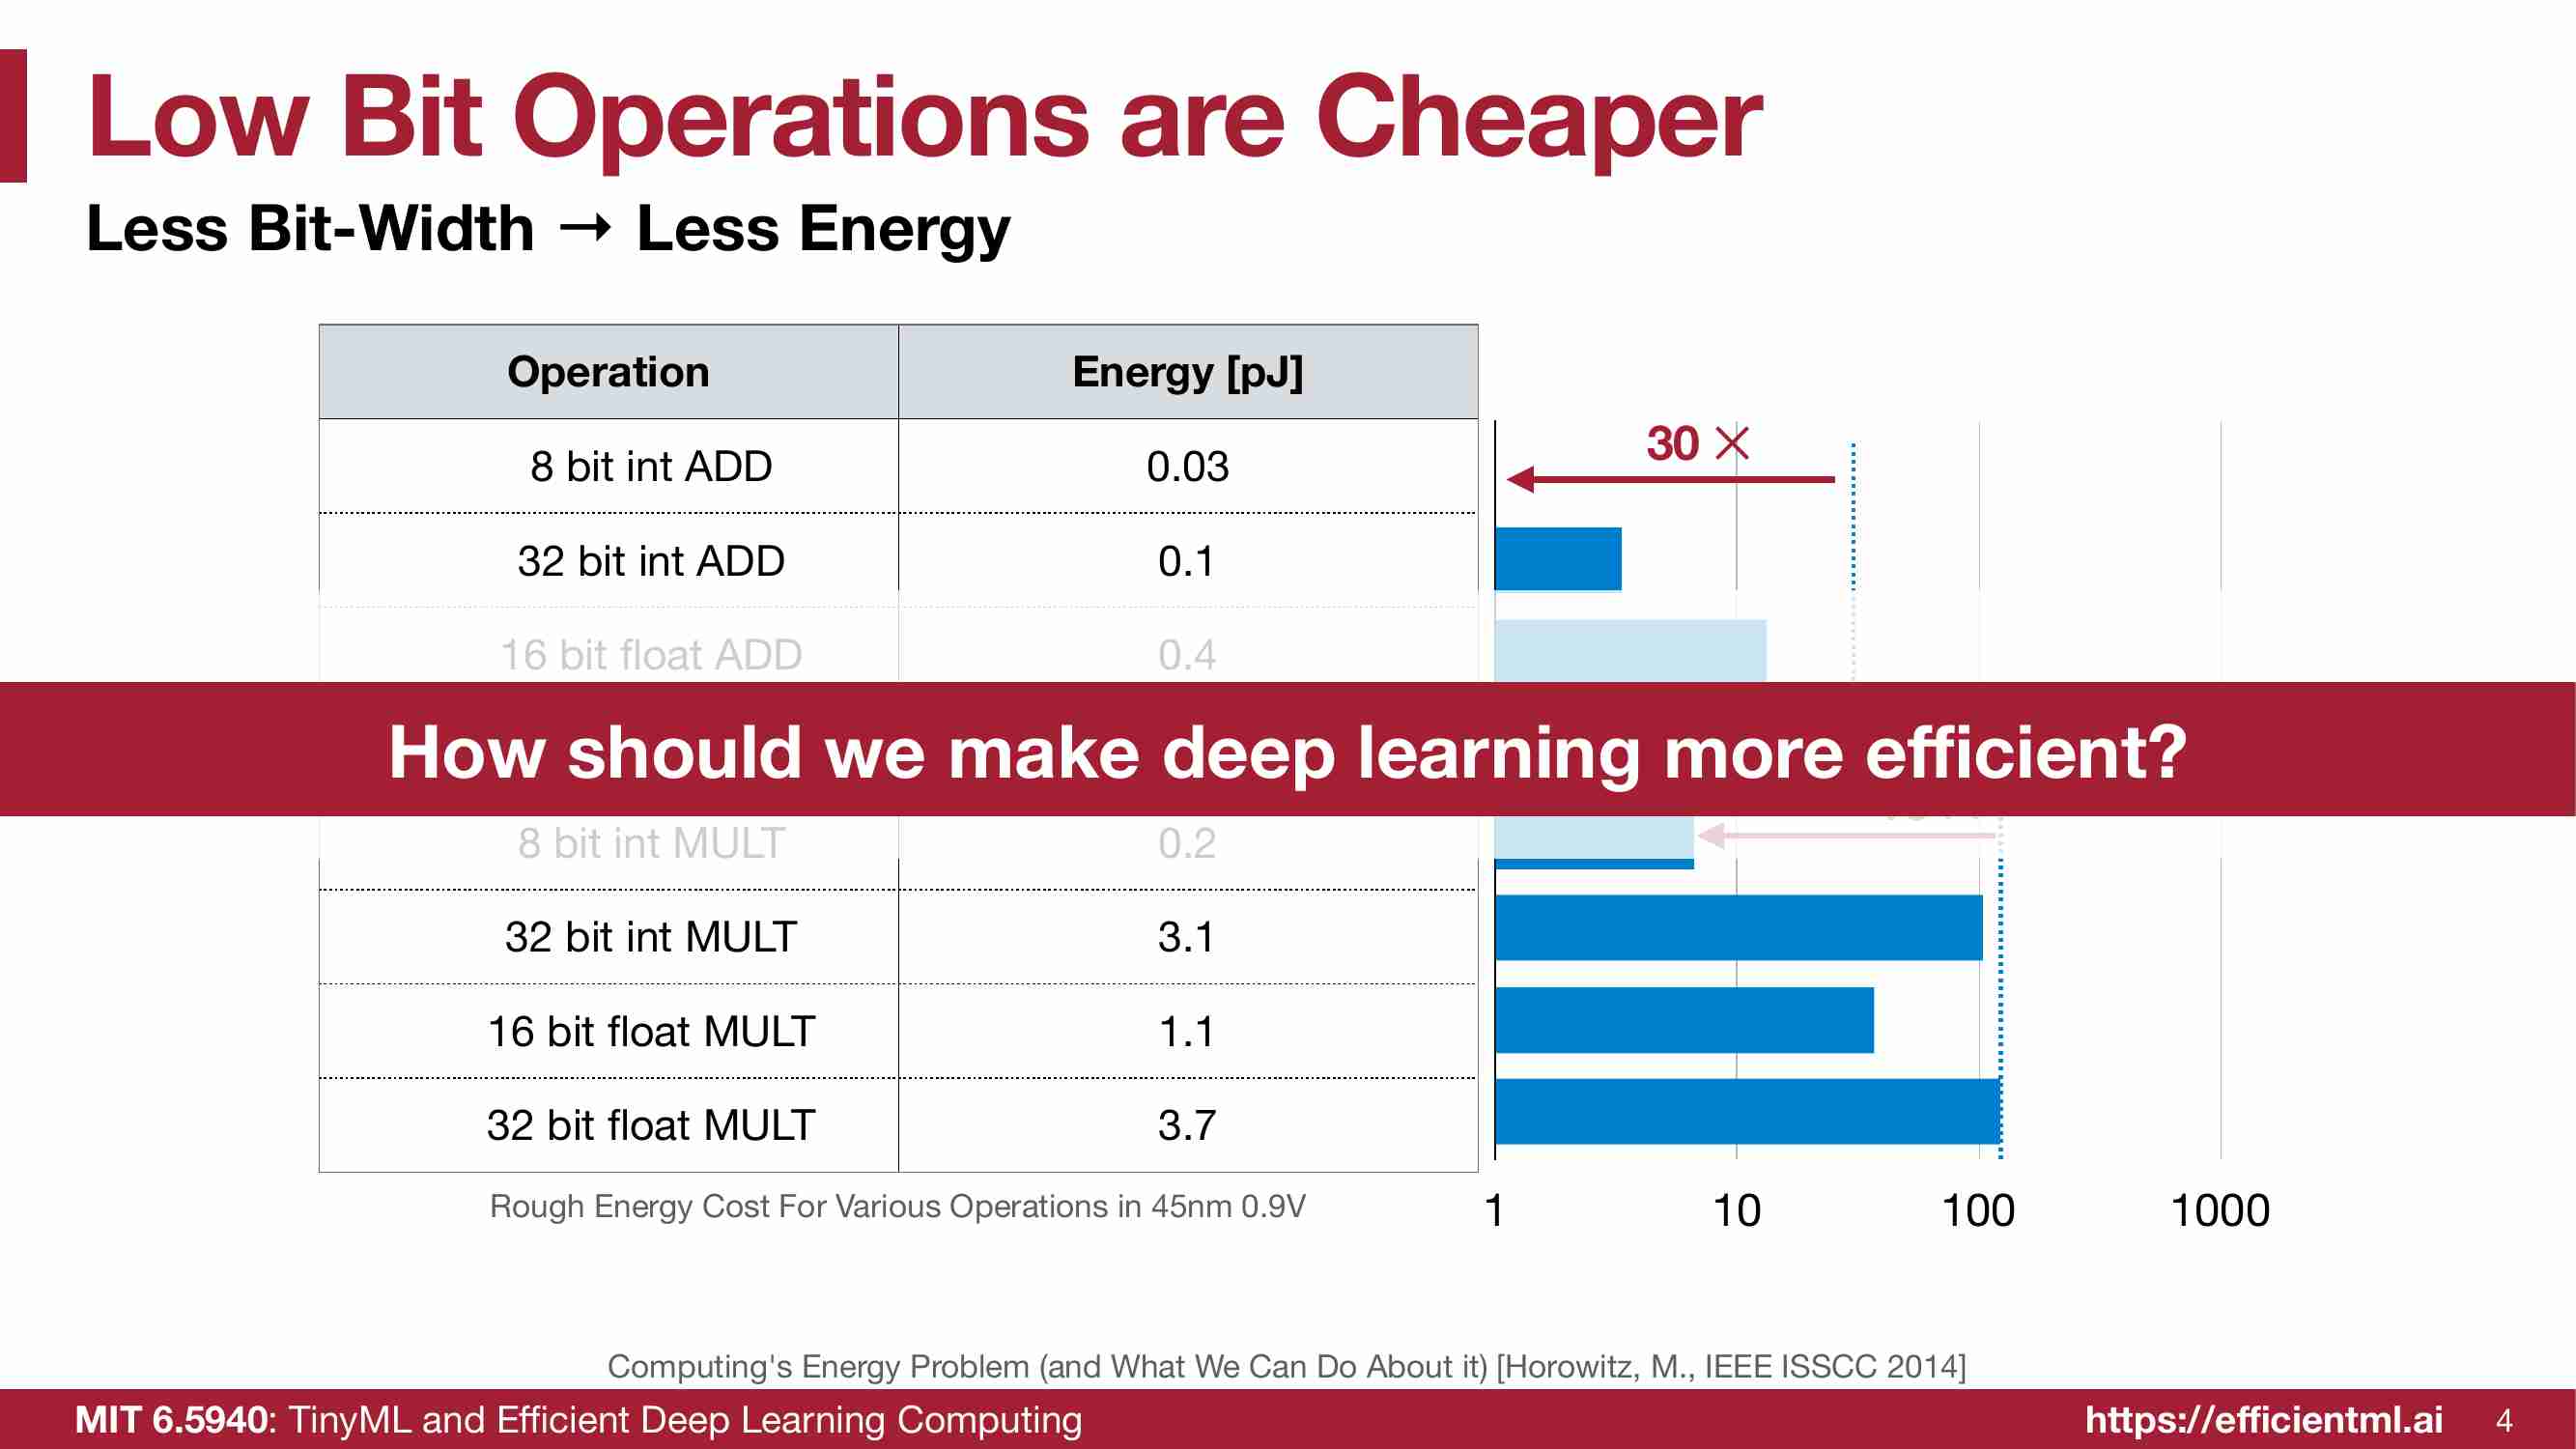 Low Bit Operations are Cheaper
Less Bit-Width → Less Energy
Operation Energy [pJ]
8 bit int ADD 0.03
32 bit int ADD 0.1
16 bit float ADD 0.4
30 ×
How should we make deep learning more efficient?
8 bit int MULT 0.2
32 bit int MULT 3.1
16 bit float MULT 1.1
32 bit float MULT 3.7
Rough Energy Cost For Various Operations in 45nm 0.9V
1 10 100 1000
Computing's Energy Problem (and What We Can Do About it) [Horowitz, M., IEEE ISSCC 2014]
MIT 6.5940: TinyML and Efficient Deep Learning Computing
https://efficientml.ai 4